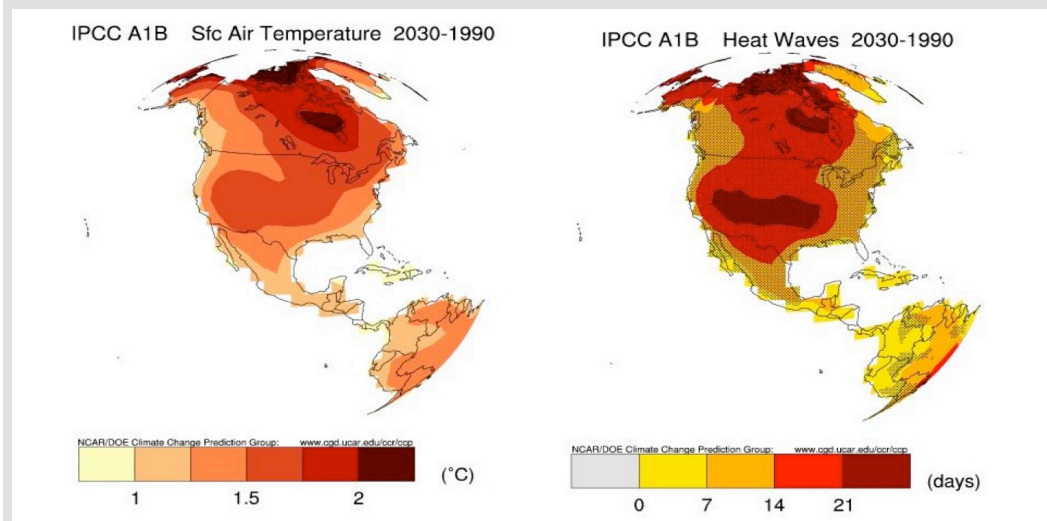 IPCC A1B Sfc Air Temperature 2030-1990
NCAR/DOE Climate Change Prediction Group: www.cgd.ucar.edu/ccr/ccp
1 1.5 2 (°C)
IPCC A1B Heat Waves 2030-1990
NCAR/DOE Climate Change Prediction Group: www.cgd.ucar.edu/ccr/ccp
0 7 14 21 (days)